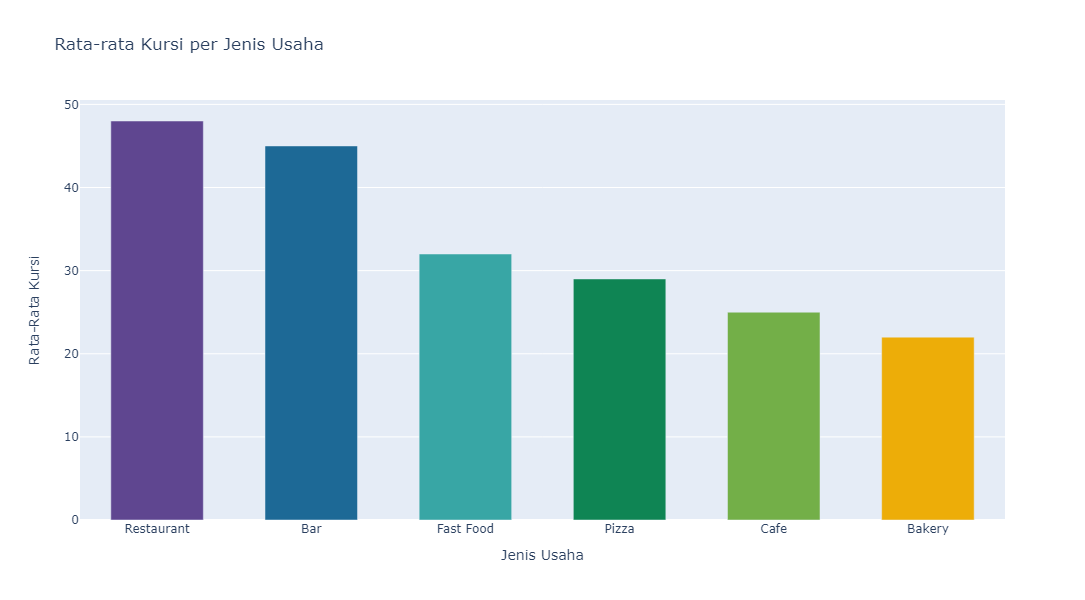 Rata-rata Kursi per Jenis Usaha
50
40
30
20
10
0
Rata-Rata Kursi
Restaurant Bar Fast Food Pizza Cafe Bakery
Jenis Usaha